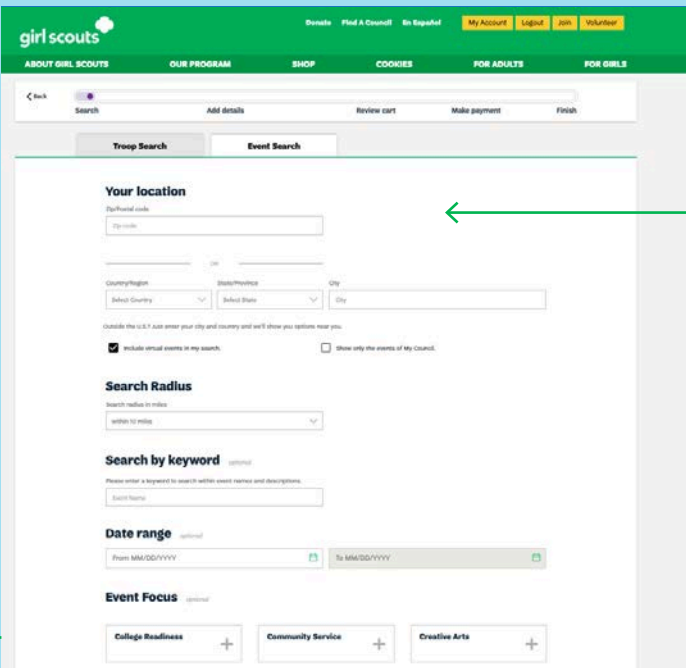 girl scouts
Donate Find A Council En Español My Account Logout Join Volunteer
ABOUT GIRL SCOUTS OUR PROGRAM SHOP COOKIES FOR ADULTS FOR GIRLS
Back
Search Add details Review cart Make payment Finish
Troop Search Event Search
Your location
Zip/Postal code
Zip code
OR
Country/Region State/Province City
Select Country Select State City
Outside the U.S.? Just enter your city and country and we'll show you options near you.
Include virtual events in my search. Show only the events of My Council.
Search Radius
Search radius in miles
within 10 miles
Search by keyword optional
Please enter a keyword to search within event names and descriptions.
Event Name
Date range optional
From MM/DD/YYYY To MM/DD/YYYY
Event Focus optional
College Readiness + Community Service + Creative Arts +